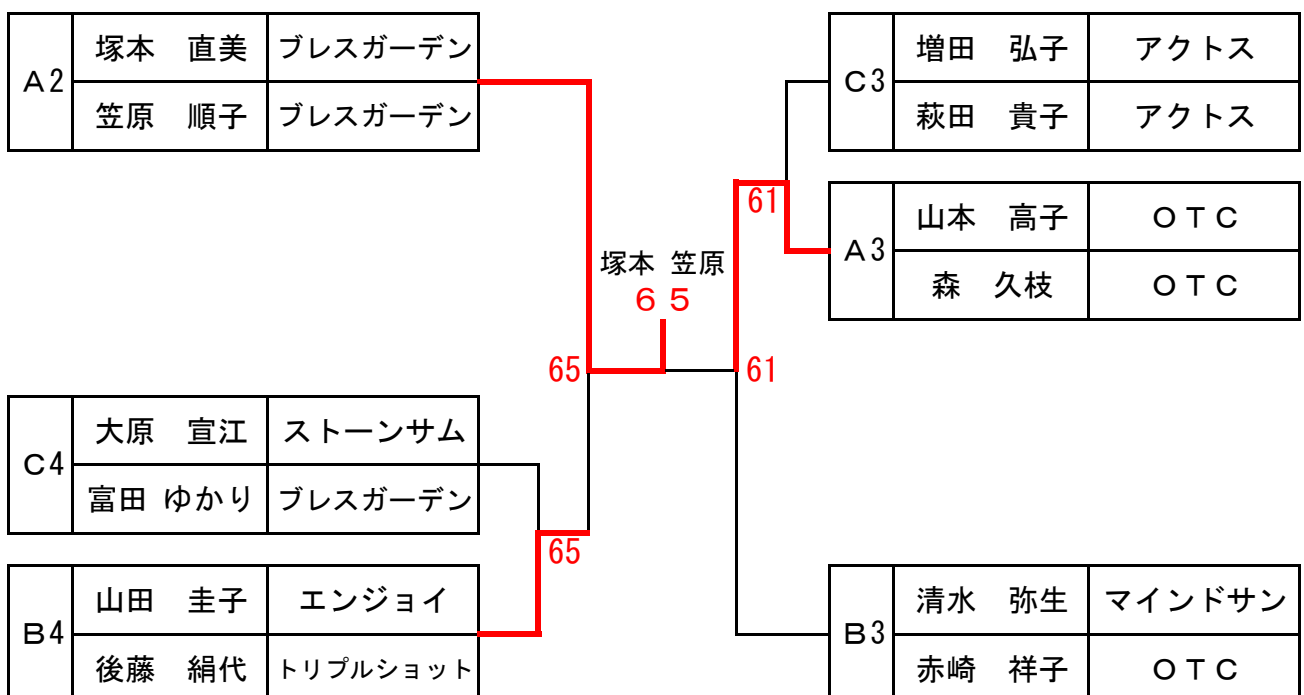 A2
塚本　直美 ブレスガーデン
笠原　順子 ブレスガーデン
C4
大原　宣江 ストーンサム
富田 ゆかり ブレスガーデン
B4
山田　圭子 エンジョイ
後藤　絹代 トリプルショット
65
65
塚本 笠原
６５
61
61
C3
増田　弘子 アクトス
萩田　貴子 アクトス
A3
山本　高子 ＯＴＣ
森　久枝 ＯＴＣ
B3
清水　弥生 マインドサン
赤崎　祥子 ＯＴＣ